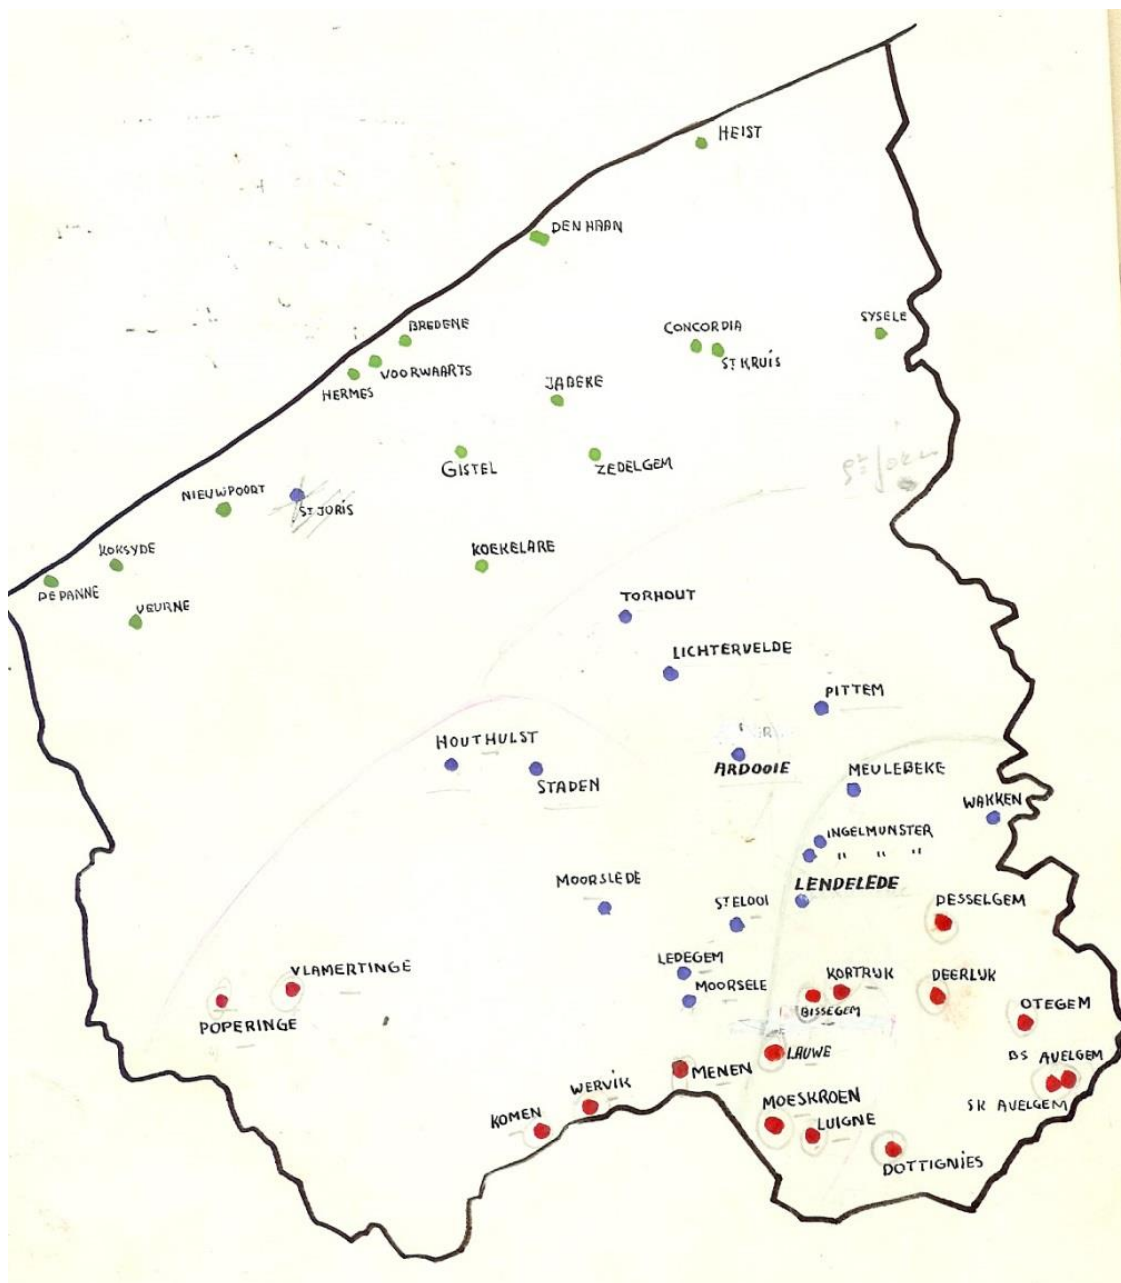 HEIST
DEN HAAN
BREDENE
VOORWAARTS
HERMES
CONCORDIA
ST KRUIS
SYSELE
JABEKE
GISTEL
ZEDELGEM
NIEUWPOORT
ST JORIS
KOKSYDE
DE PANNE
VEURNE
KOEKELARE
TORHOUT
LICHTERVELDE
PITTEM
HOUTHULST
STADEN
ARDOOIE
MEULEBEKE
WAKKEN
INGELMUNSTER
" " "
LENDELEDE
MOORSLEDE
ST ELOOI
DESSELGEM
LEDEGEM
MOORSELE
KORTRIJK
BISSEGEM
DEERLIJK
OTEGEM
VLAMERTINGE
POPERINGE
LAUWE
BS AVELGEM
SK AVELGEM
MENEN
WERVIK
KOMEN
MOESKROEN
LUIGNE
DOTTIGNIES